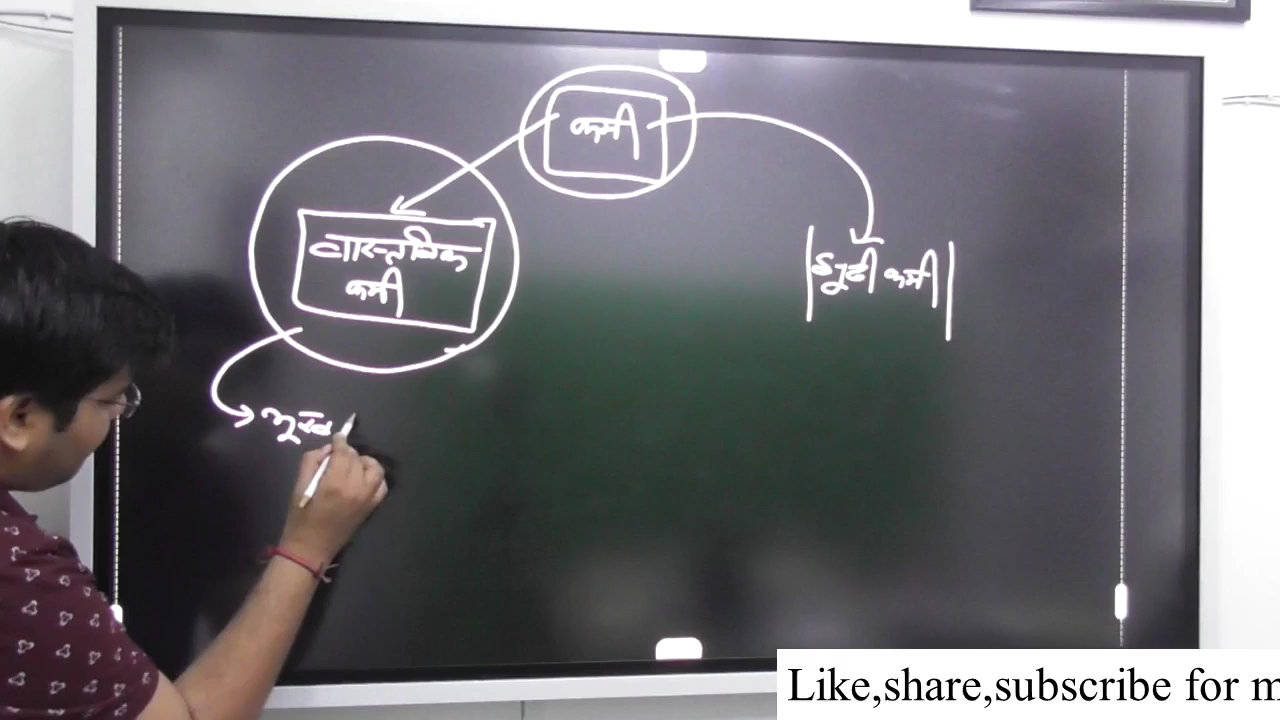 कमी
वास्तविक
कमी
झूठी कमी
भूख
Like,share,subscribe for m